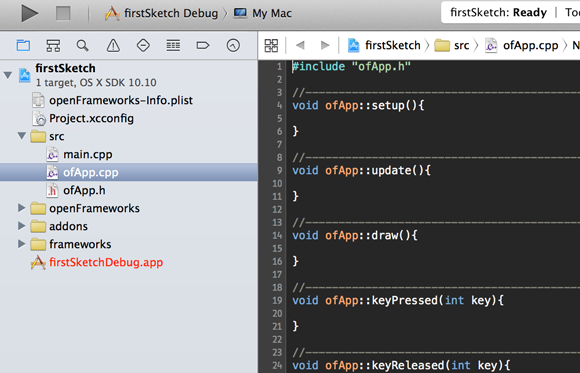 firstSketch Debug > My Mac
firstSketch: Ready
firstSketch
1 target, OS X SDK 10.10
openFrameworks-Info.plist
Project.xcconfig
src
main.cpp
ofApp.cpp
ofApp.h
openFrameworks
addons
frameworks
firstSketchDebug.app
firstSketch > src > ofApp.cpp >
1 #include "ofApp.h"
2
3 //--------------------------------------------
4 void ofApp::setup(){
5
6 }
7
8 //--------------------------------------------
9 void ofApp::update(){
10
11 }
12
13 //--------------------------------------------
14 void ofApp::draw(){
15
16 }
17
18 //--------------------------------------------
19 void ofApp::keyPressed(int key){
20
21 }
22
23 //--------------------------------------------
24 void ofApp::keyReleased(int key){